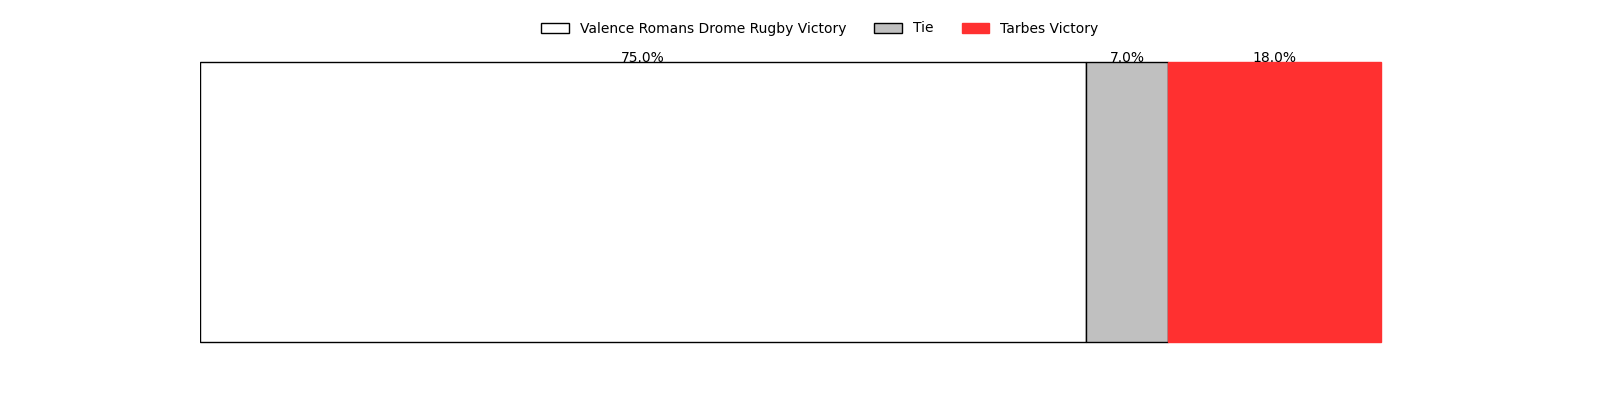 Valence Romans Drome Rugby Victory Tie Tarbes Victory
75.0% 7.0% 18.0%